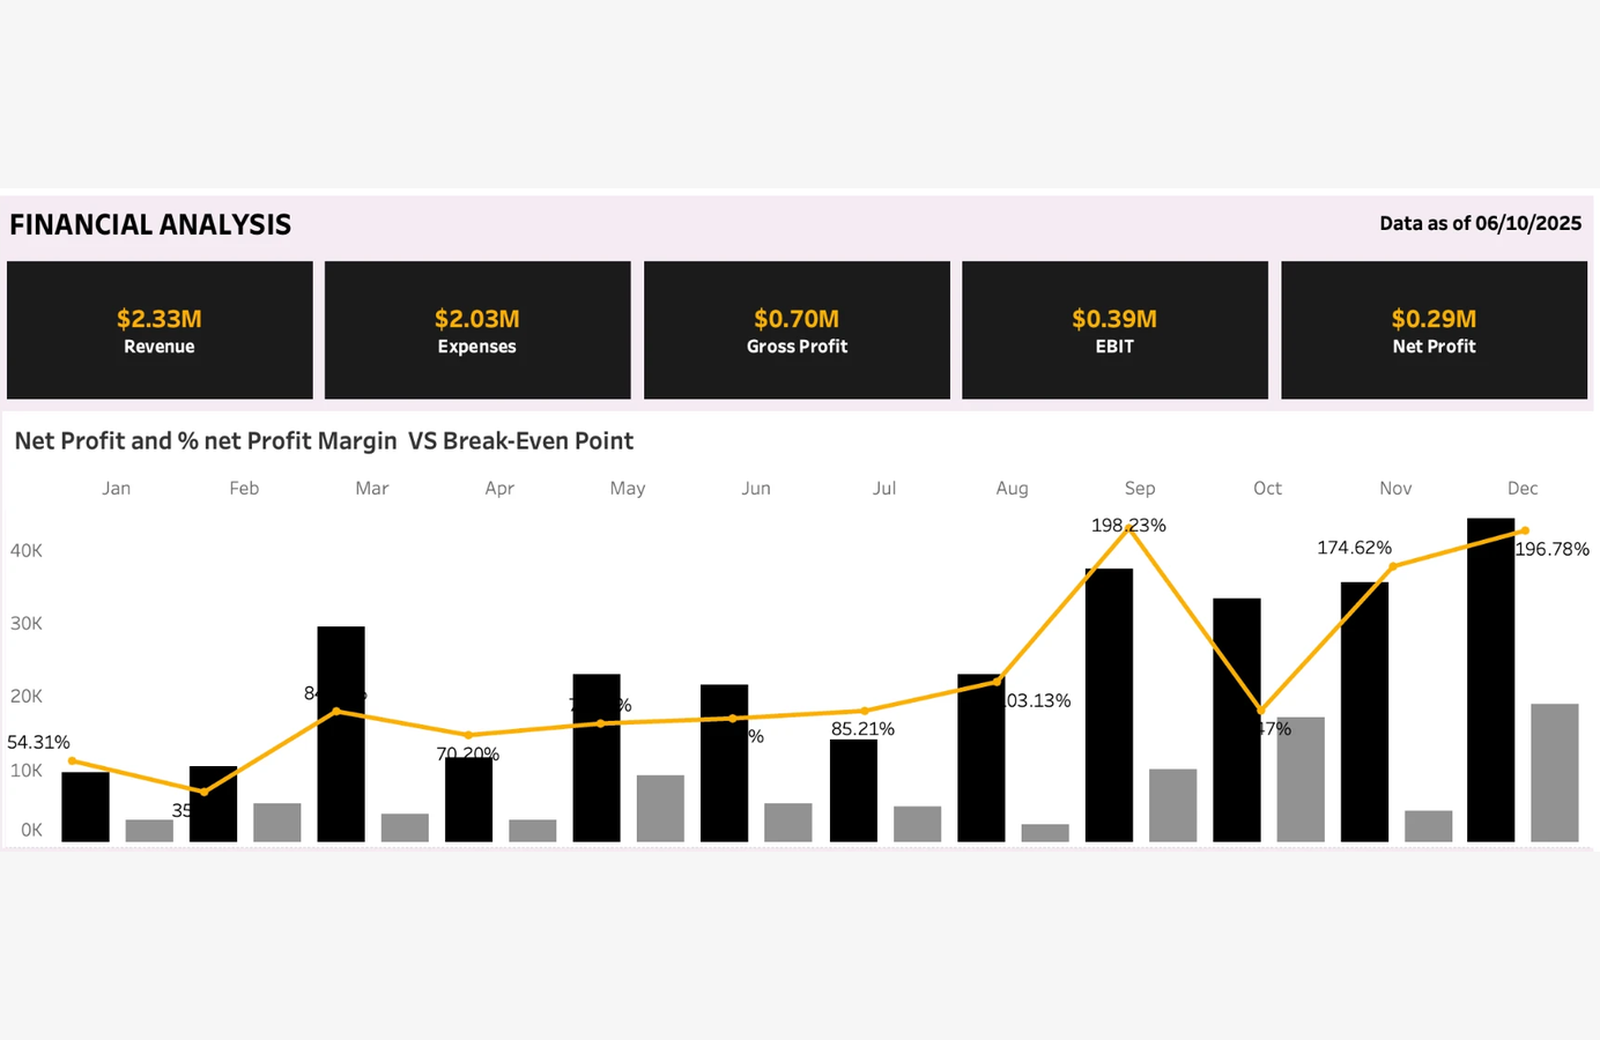 FINANCIAL ANALYSIS
Data as of 06/10/2025
$2.33M
Revenue
$2.03M
Expenses
$0.70M
Gross Profit
$0.39M
EBIT
$0.29M
Net Profit
Net Profit and % net Profit Margin VS Break-Even Point
Jan Feb Mar Apr May Jun Jul Aug Sep Oct Nov Dec
40K
30K
20K
10K
0K
54.31%
70.20%
85.21%
198.23%
174.62%
196.78%